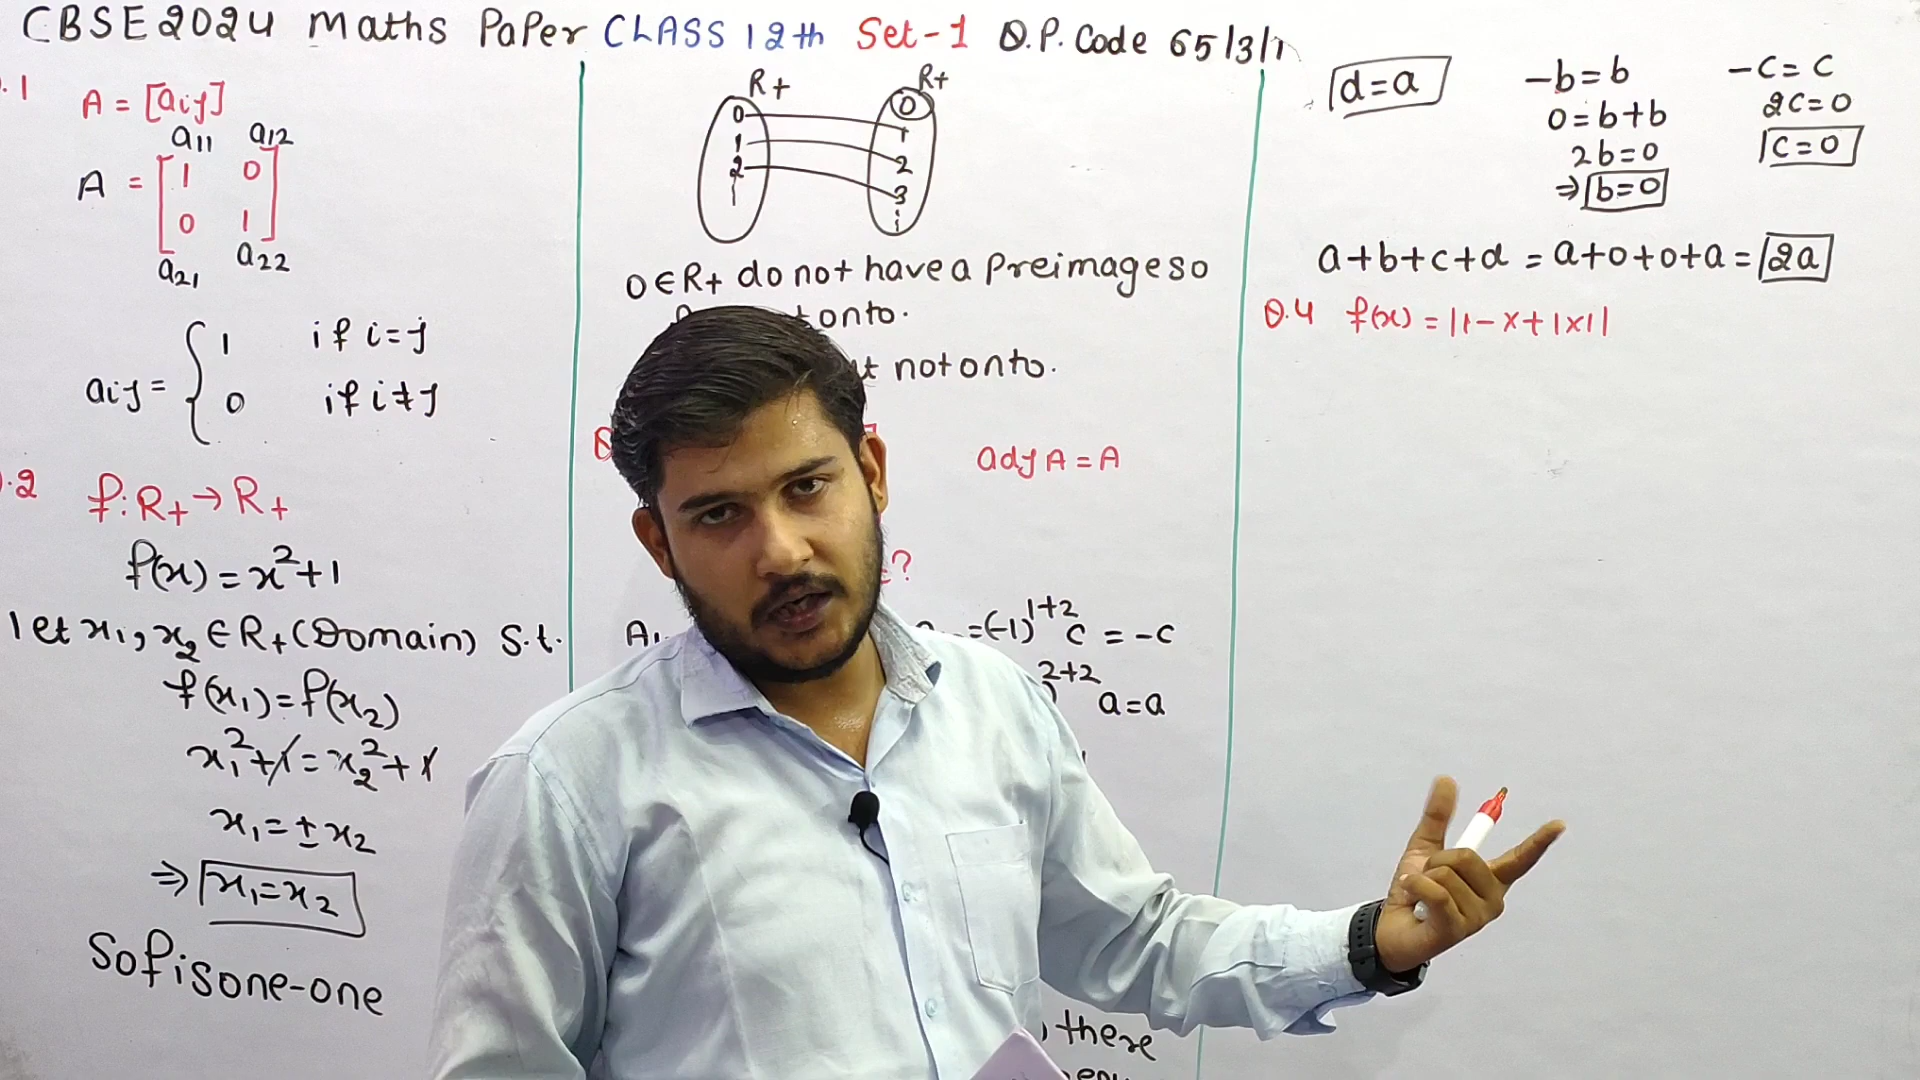 CBSE 2024 Maths Paper CLASS 12th Set-1 Q.P. Code 65/3/1
.1 A = [aij]
a11 a12
A = [1 0
0 1]
a21 a22
aij = { 1 if i=j
0 if i≠j
.2 f: R+ → R+
f(x) = x²+1
let x1, x2 ∈ R+ (Domain) s.t.
f(x1) = f(x2)
x1²+1 = x2²+1
x1 = ± x2
⇒ x1 = x2
So f is one-one
R+ R+
0 0
1 1
2 2
3
0 ∈ R+ do not have a preimage so
onto.
not onto.
adj A = A
?
=(-1)^1+2 c = -c
2+2 a=a
there
d=a
-b=b
0=b+b
2b=0
⇒ b=0
-c=c
2c=0
c=0
a+b+c+d = a+0+0+a = 2a
Q.4 f(x) = |1-x+|x||